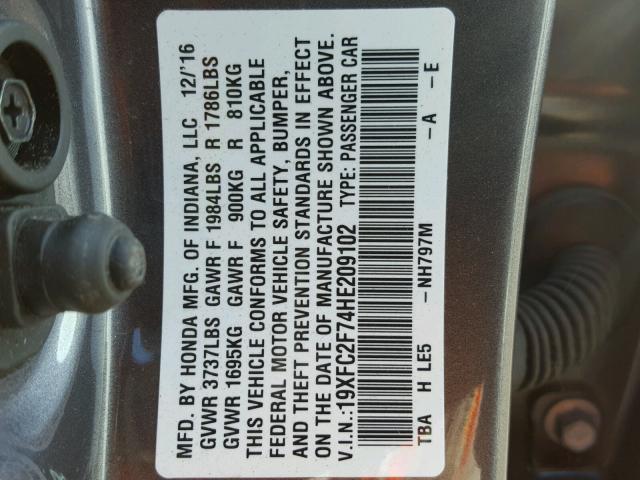 MFD. BY HONDA MFG. OF INDIANA, LLC 12/'16
GVWR 3737LBS GAWR F 1984LBS R 1786LBS
GVWR 1695KG GAWR F 900KG R 810KG
THIS VEHICLE CONFORMS TO ALL APPLICABLE
FEDERAL MOTOR VEHICLE SAFETY, BUMPER,
AND THEFT PREVENTION STANDARDS IN EFFECT
ON THE DATE OF MANUFACTURE SHOWN ABOVE.
V.I.N.:19XFC2F74HE209102 TYPE: PASSENGER CAR
TBA H LE5 -NH797M -A -E